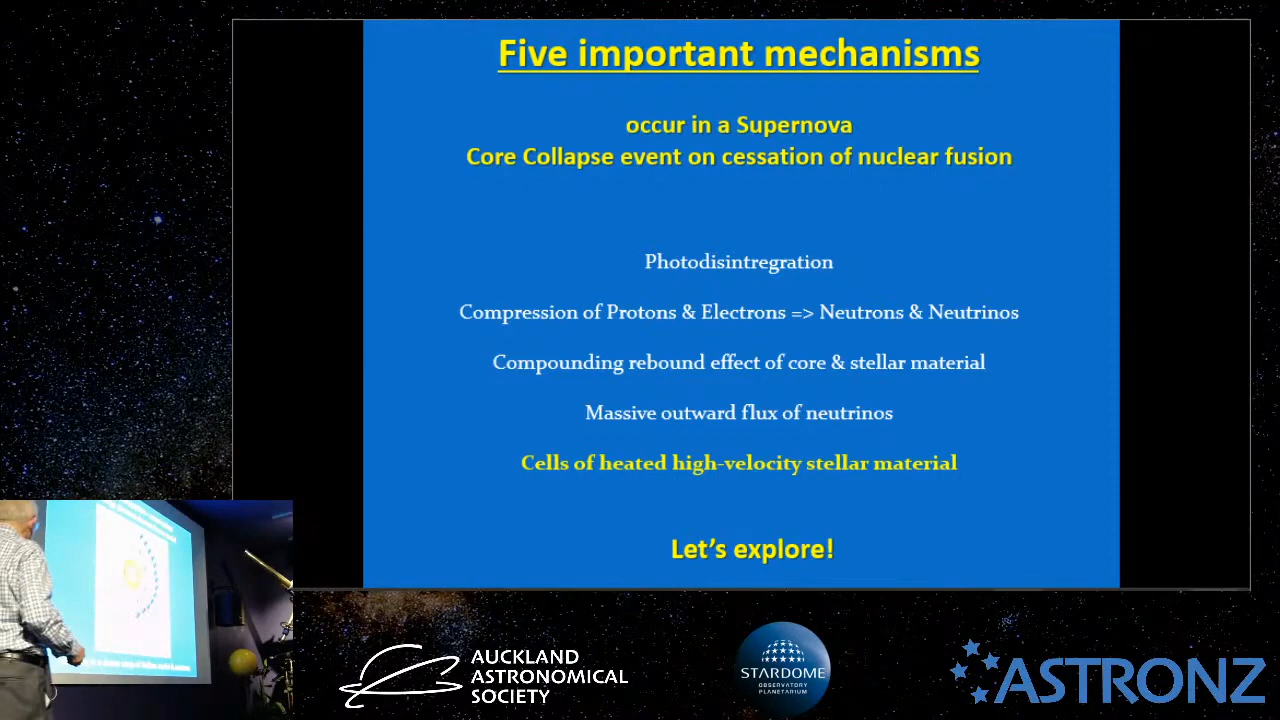 Five important mechanisms
occur in a Supernova
Core Collapse event on cessation of nuclear fusion
Photodisintregration
Compression of Protons & Electrons => Neutrons & Neutrinos
Compounding rebound effect of core & stellar material
Massive outward flux of neutrinos
Cells of heated high-velocity stellar material
Let's explore!
AUCKLAND
ASTRONOMICAL
SOCIETY
STARDOME
OBSERVATORY
PLANETARIUM
ASTRONZ